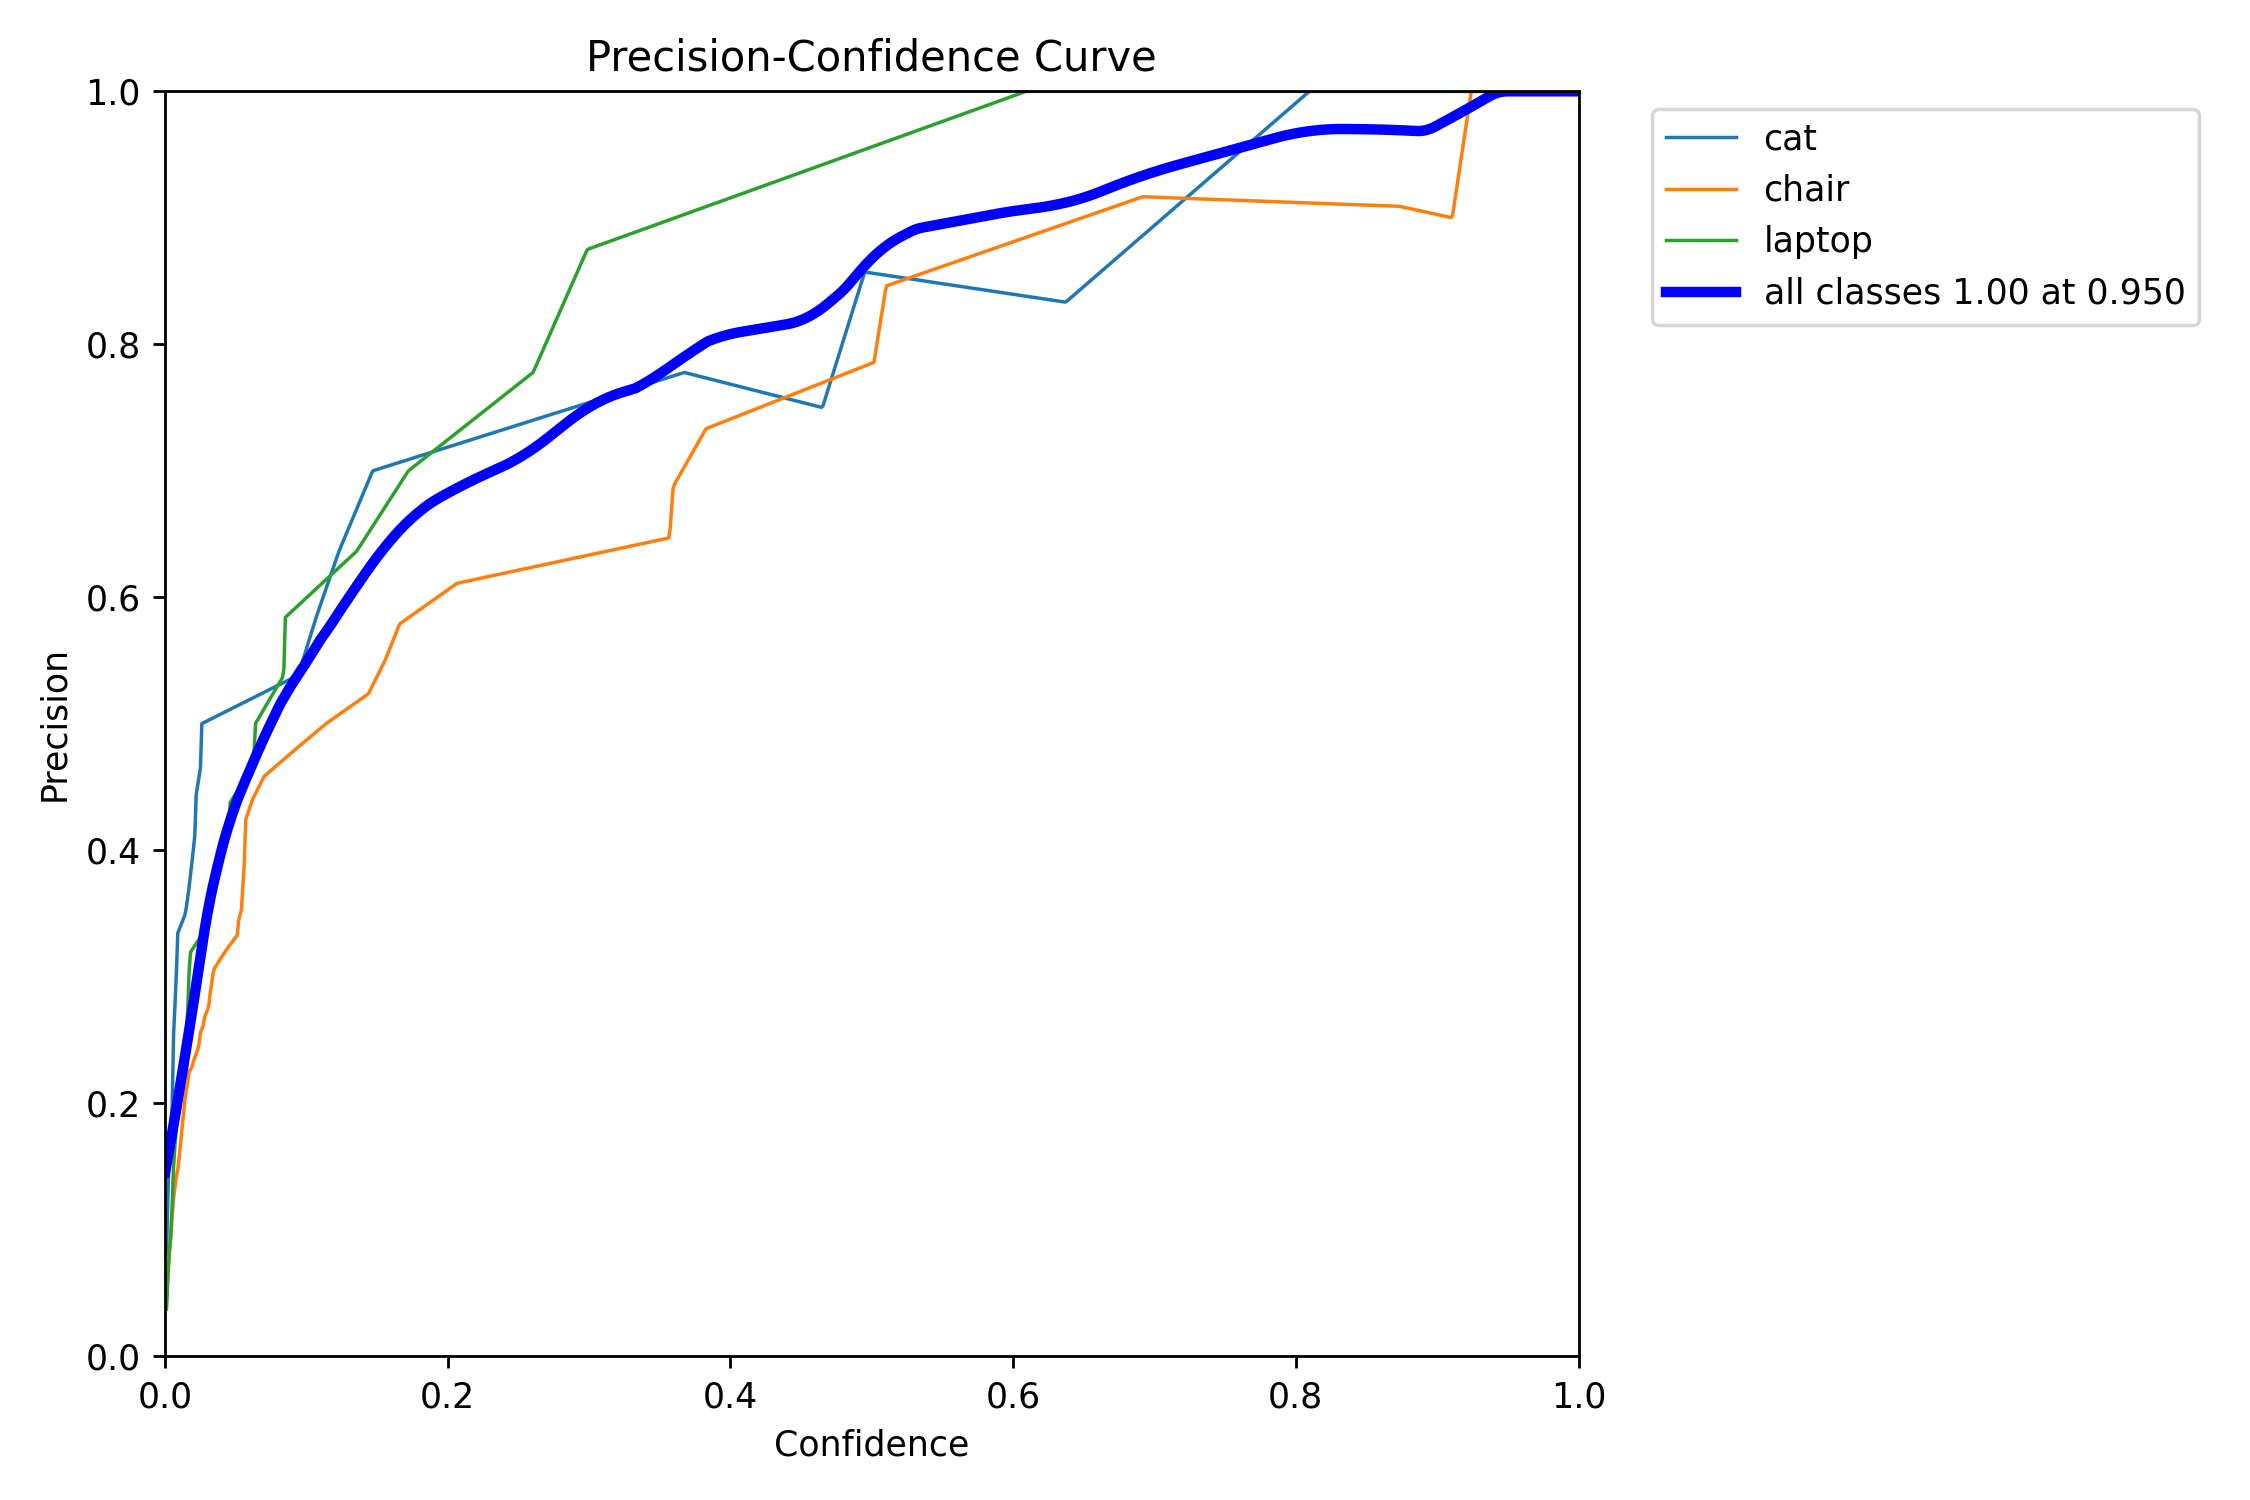 Precision-Confidence Curve
1.0
0.8
0.6
0.4
0.2
0.0
Precision
0.0 0.2 0.4 0.6 0.8 1.0
Confidence
cat
chair
laptop
all classes 1.00 at 0.950